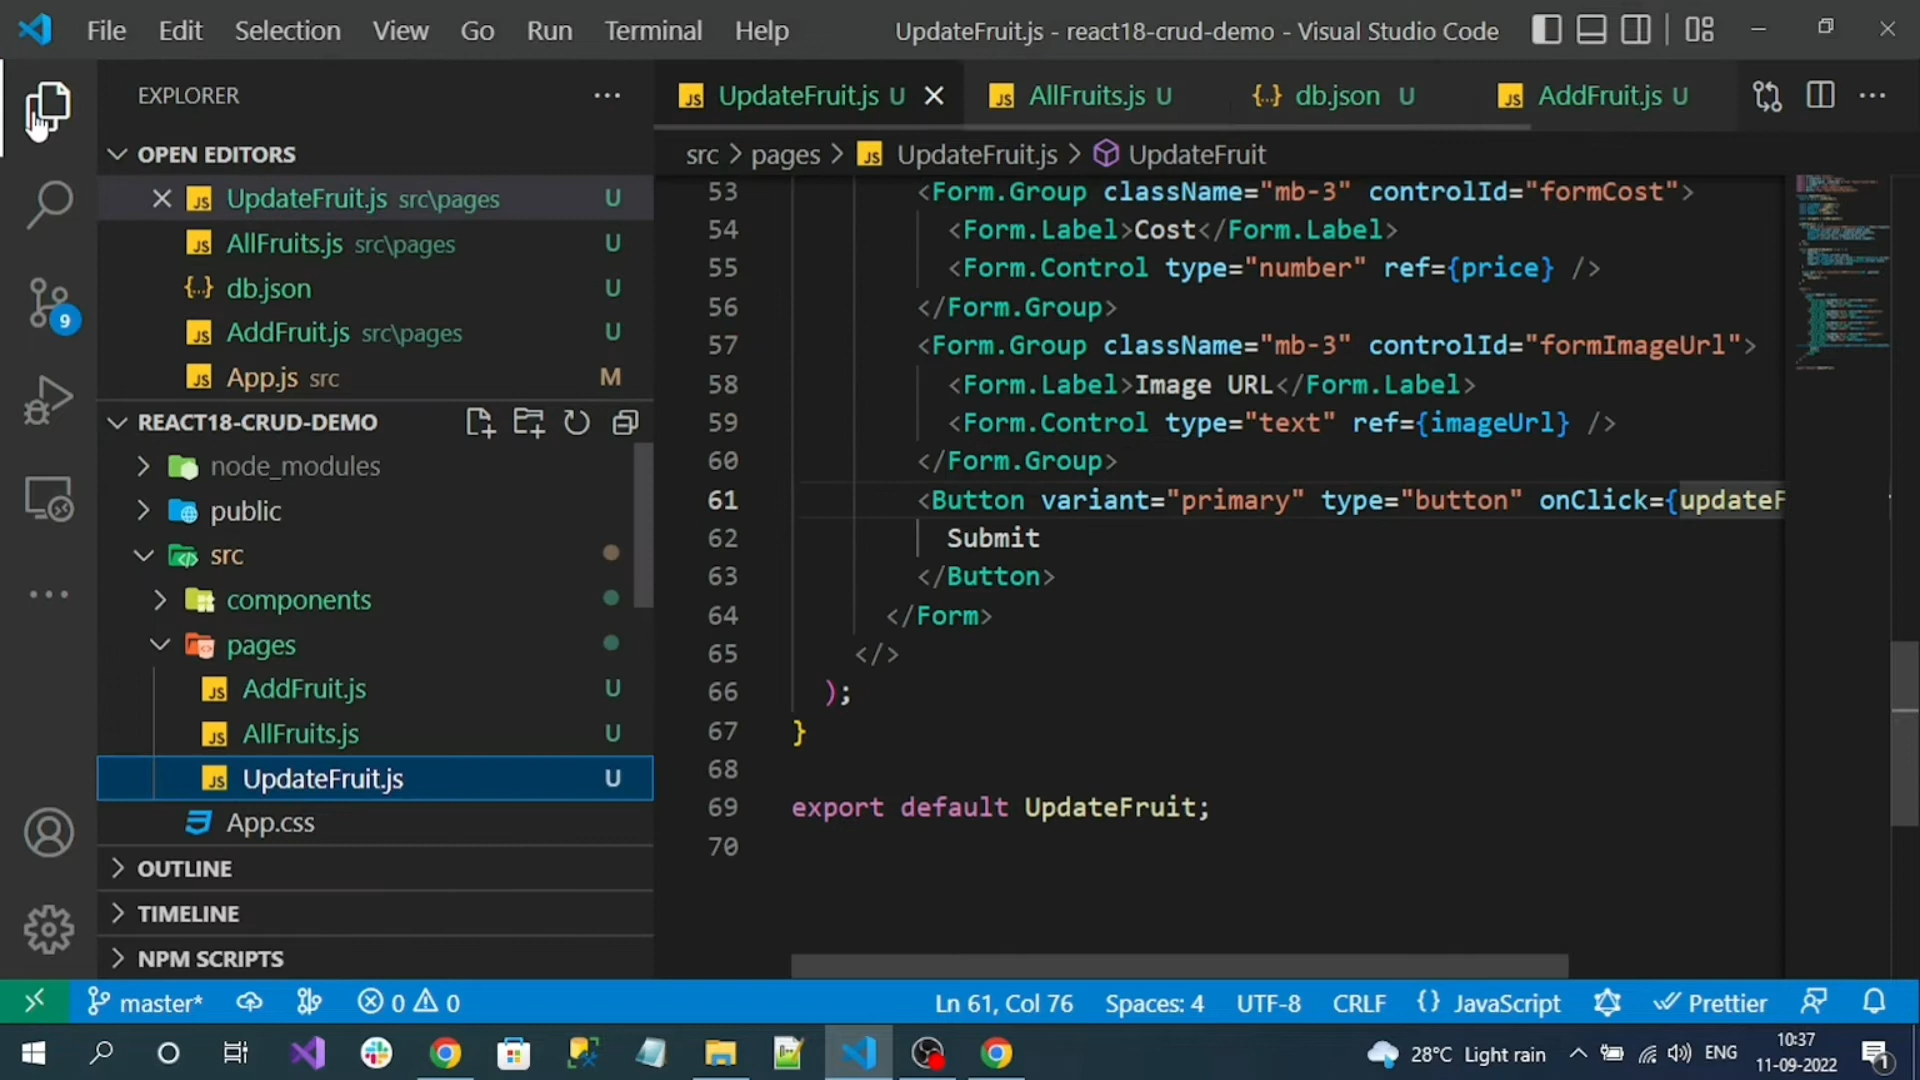 File Edit Selection View Go Run Terminal Help UpdateFruit.js - react18-crud-demo - Visual Studio Code
EXPLORER
OPEN EDITORS
UpdateFruit.js src\pages U
AllFruits.js src\pages U
db.json U
AddFruit.js src\pages U
App.js src M
REACT18-CRUD-DEMO
node_modules
public
src
components
pages
AddFruit.js U
AllFruits.js U
UpdateFruit.js U
App.css
OUTLINE
TIMELINE
NPM SCRIPTS
9
UpdateFruit.js U AllFruits.js U db.json U AddFruit.js U
src > pages > UpdateFruit.js > UpdateFruit
53 <Form.Group className="mb-3" controlId="formCost">
54 <Form.Label>Cost</Form.Label>
55 <Form.Control type="number" ref={price} />
56 </Form.Group>
57 <Form.Group className="mb-3" controlId="formImageUrl">
58 <Form.Label>Image URL</Form.Label>
59 <Form.Control type="text" ref={imageUrl} />
60 </Form.Group>
61 <Button variant="primary" type="button" onClick={updateF
62 Submit
63 </Button>
64 </Form>
65 </>
66 );
67 }
68
69 export default UpdateFruit;
70
master* 0 0 Ln 61, Col 76 Spaces: 4 UTF-8 CRLF {} JavaScript Prettier
28°C Light rain ENG 10:37
11-09-2022 1